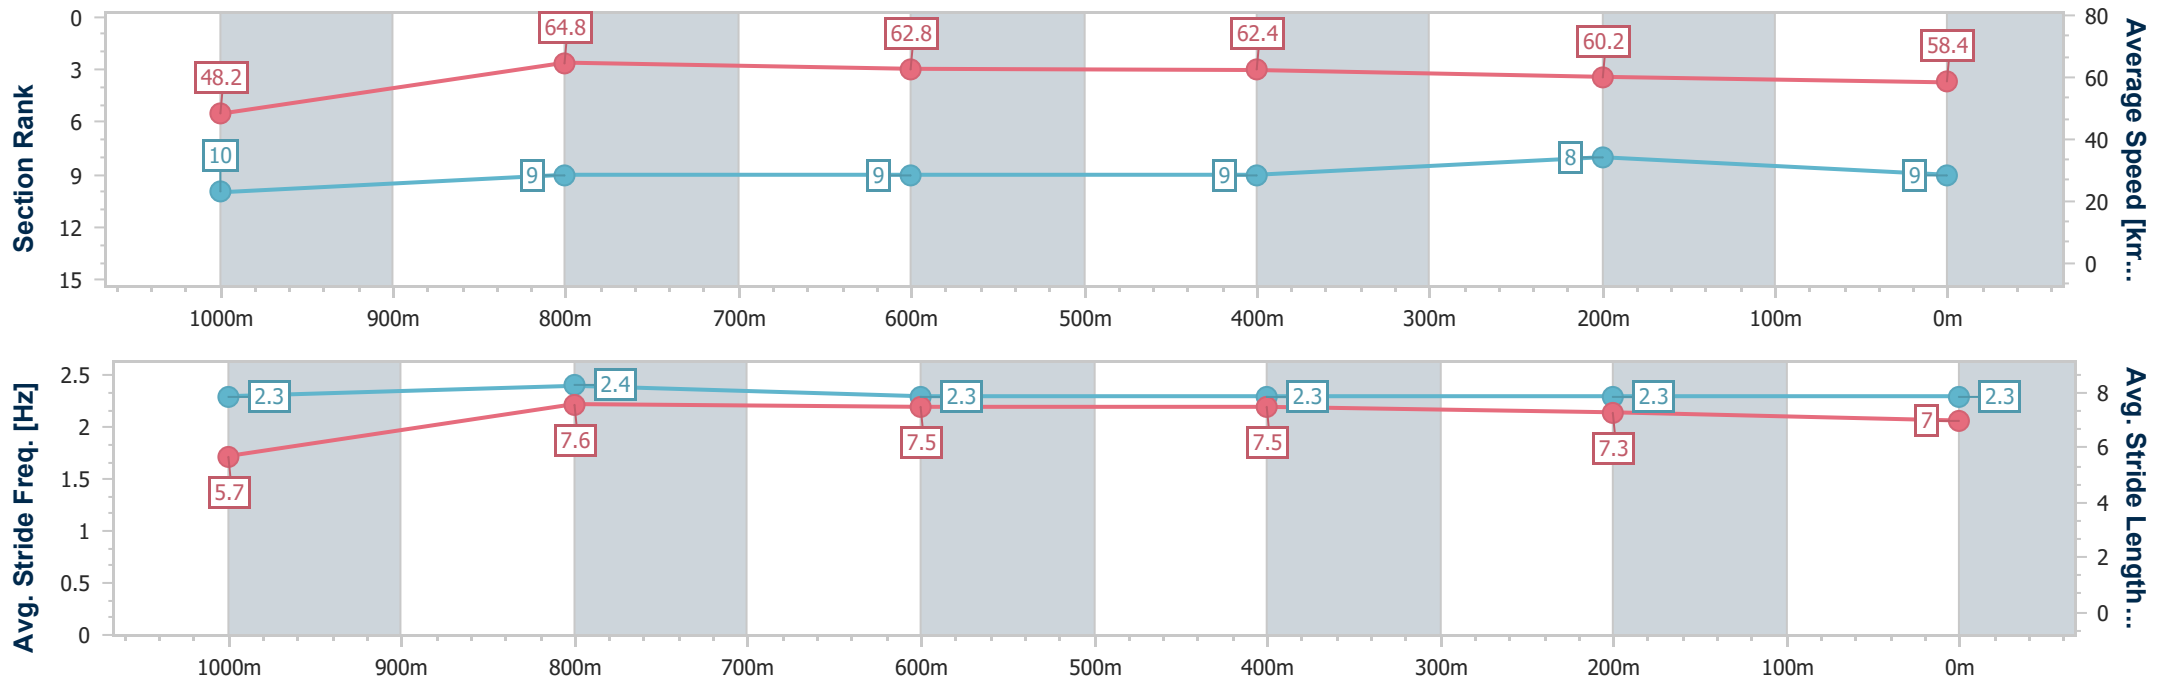 Section Rank
0
3
6
9
12
15
48.2
64.8
62.8
62.4
60.2
58.4
10
9
9
9
8
9
80
60
40
20
0
Average Speed [km...
1000m
900m
800m
700m
600m
500m
400m
300m
200m
100m
0m
Avg. Stride Freq. [Hz]
2.5
2
1.5
1
0.5
0
2.3
2.4
2.3
2.3
2.3
2.3
5.7
7.6
7.5
7.5
7.3
7
8
6
4
2
0
Avg. Stride Length ...
1000m
900m
800m
700m
600m
500m
400m
300m
200m
100m
0m